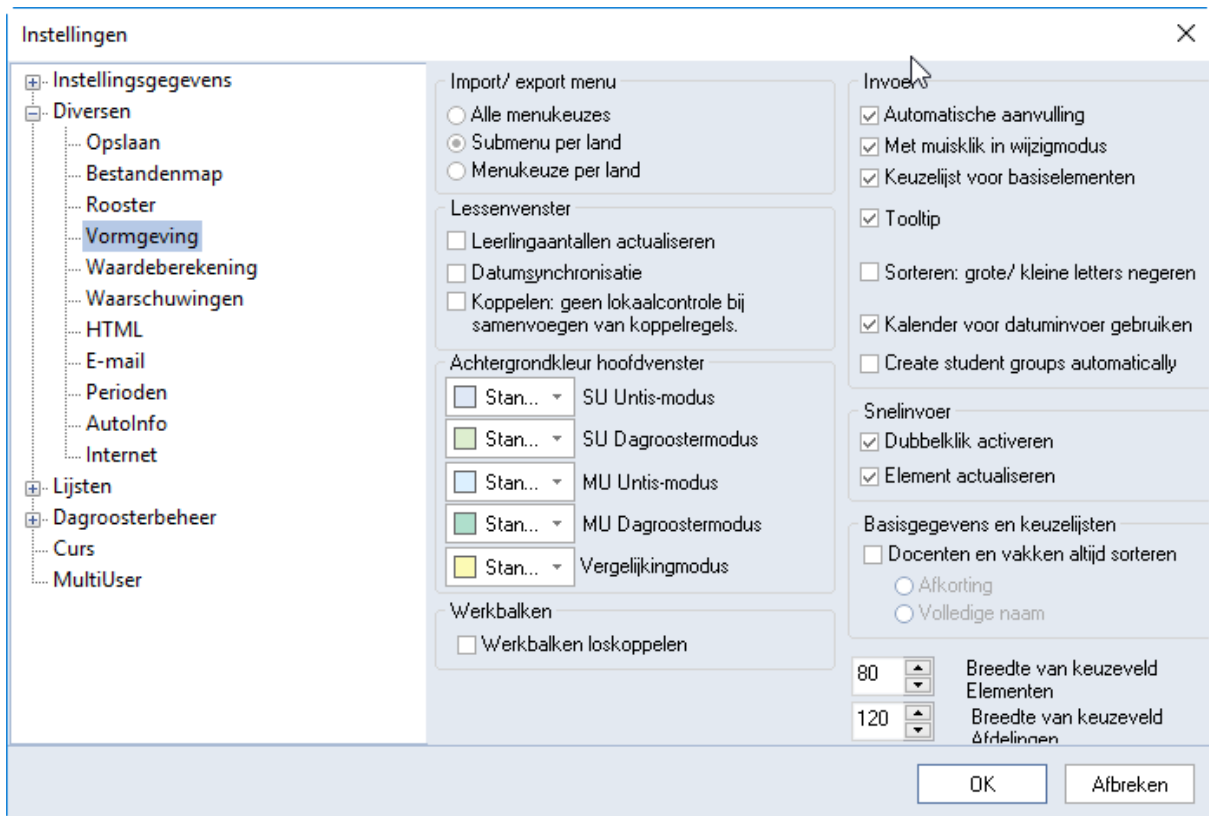 Instellingen
Instellingsgegevens
Diversen
Opslaan
Bestandenmap
Rooster
Vormgeving
Waardeberekening
Waarschuwingen
HTML
E-mail
Perioden
AutoInfo
Internet
Lijsten
Dagroosterbeheer
Curs
MultiUser
Import/ export menu
Alle menukeuzes
Submenu per land
Menukeuze per land
Lessenvenster
Leerlingaantallen actualiseren
Datumsynchronisatie
Koppelen: geen lokaalcontrole bij
samenvoegen van koppelregels.
Achtergrondkleur hoofdvenster
Stan... SU Untis-modus
Stan... SU Dagroostermodus
Stan... MU Untis-modus
Stan... MU Dagroostermodus
Stan... Vergelijkingmodus
Werkbalken
Werkbalken loskoppelen
Invoer
Automatische aanvulling
Met muisklik in wijzigmodus
Keuzelijst voor basiselementen
Tooltip
Sorteren: grote/ kleine letters negeren
Kalender voor datuminvoer gebruiken
Create student groups automatically
Snelinvoer
Dubbelklik activeren
Element actualiseren
Basisgegevens en keuzelijsten
Docenten en vakken altijd sorteren
Afkorting
Volledige naam
80 Breedte van keuzeveld
Elementen
120 Breedte van keuzeveld
Afdelingen
OK
Afbreken